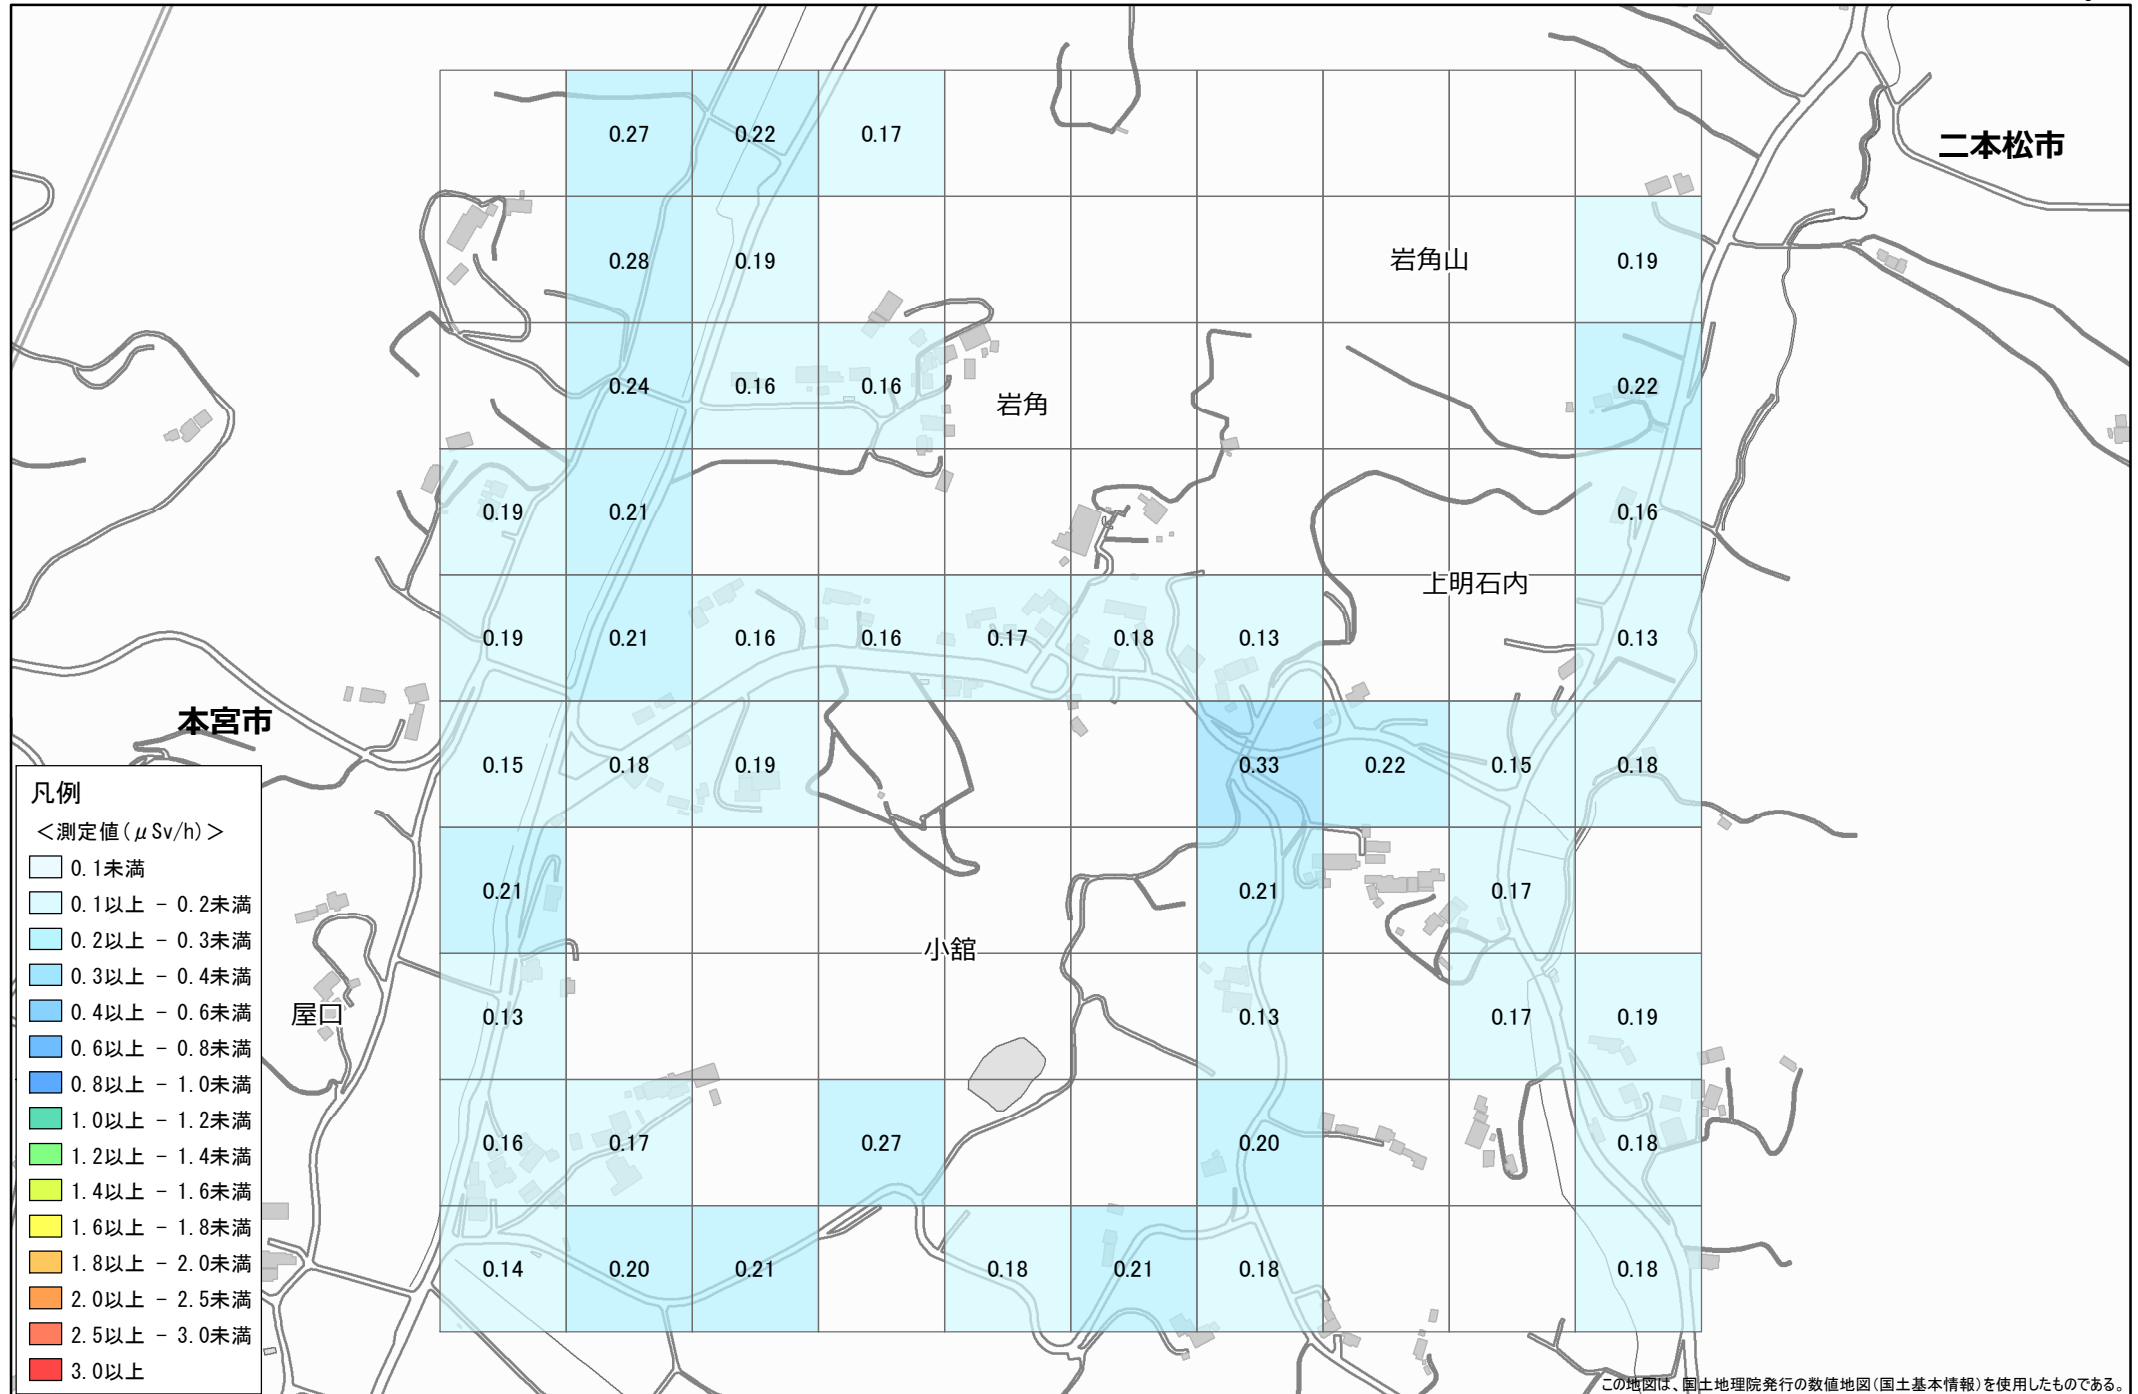 二本松市
0.27 0.22 0.17
0.28 0.19 岩角山 0.19
0.24 0.16 0.16 岩角 0.22
0.19 0.21 0.16
上明石内
0.19 0.21 0.16 0.16 0.17 0.18 0.13 0.13
本宮市
0.15 0.18 0.19 0.33 0.22 0.15 0.18
0.21 0.21 0.17
小舘
屋口
0.13 0.13 0.17 0.19
0.16 0.17 0.27 0.20 0.18
0.14 0.20 0.21 0.18 0.21 0.18 0.18
凡例
＜測定値(μSv/h)＞
0.1未満
0.1以上 － 0.2未満
0.2以上 － 0.3未満
0.3以上 － 0.4未満
0.4以上 － 0.6未満
0.6以上 － 0.8未満
0.8以上 － 1.0未満
1.0以上 － 1.2未満
1.2以上 － 1.4未満
1.4以上 － 1.6未満
1.6以上 － 1.8未満
1.8以上 － 2.0未満
2.0以上 － 2.5未満
2.5以上 － 3.0未満
3.0以上
この地図は、国土地理院発行の数値地図(国土基本情報)を使用したものである。